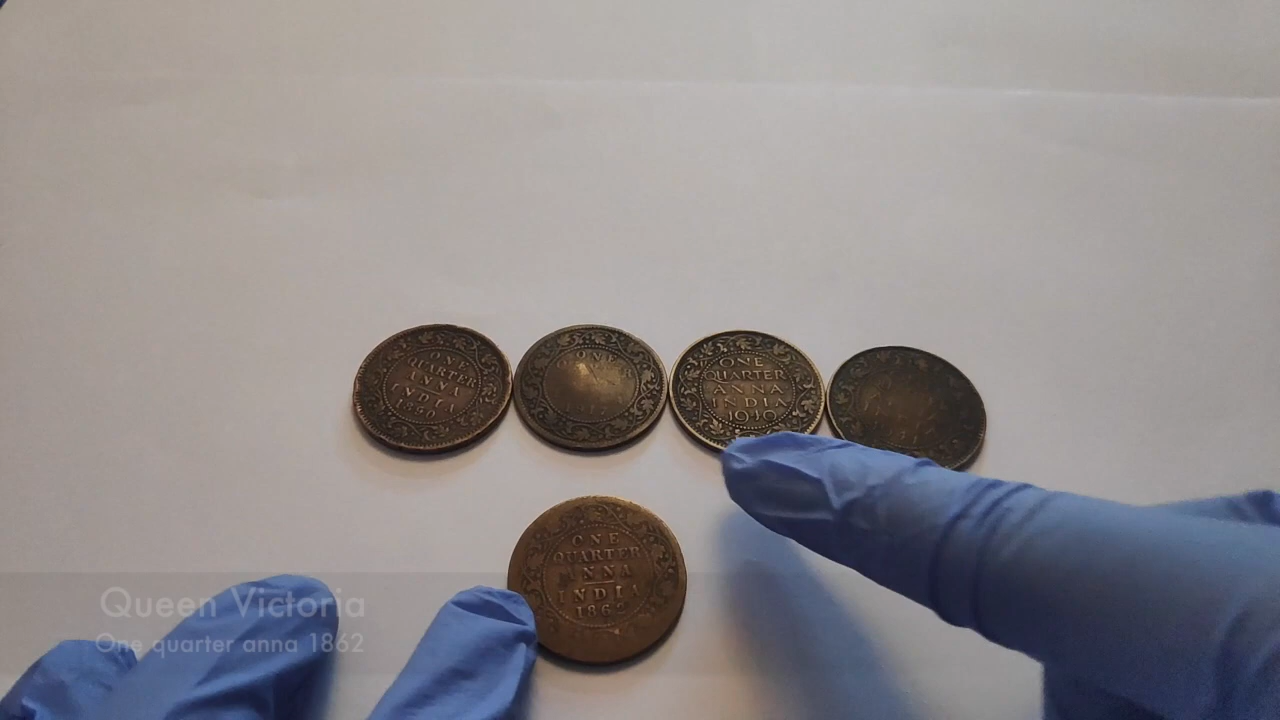 ONE
QUARTER
ANNA
INDIA
ONE
ONE
QUARTER
ANNA
INDIA
1940
ONE
QUARTER
ANNA
INDIA
1862
Queen Victoria
One quarter anna 1862